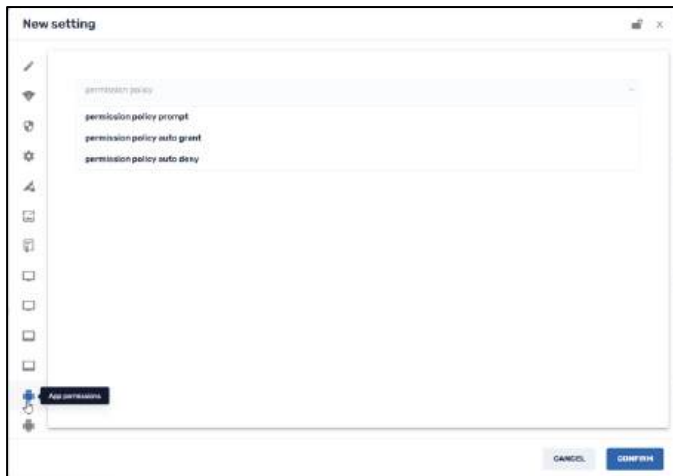 New setting
permission policy
permission policy prompt
permission policy auto grant
permission policy auto deny
App permissions
CANCEL
CONFIRM